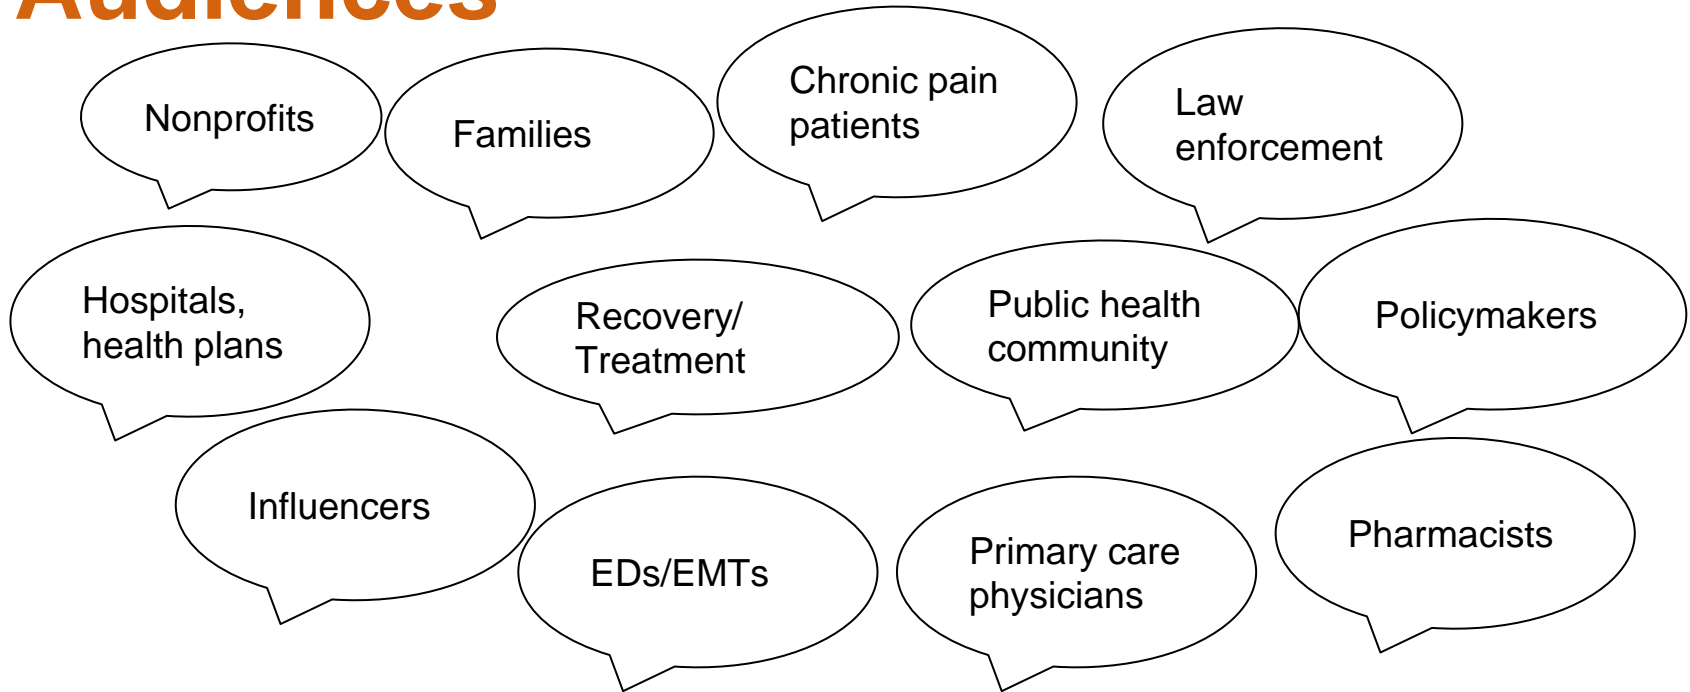 Audiences
Nonprofits
Families
Chronic pain
patients
Law
enforcement
Hospitals,
health plans
Recovery/
Treatment
Public health
community
Policymakers
Influencers
EDs/EMTs
Primary care
physicians
Pharmacists